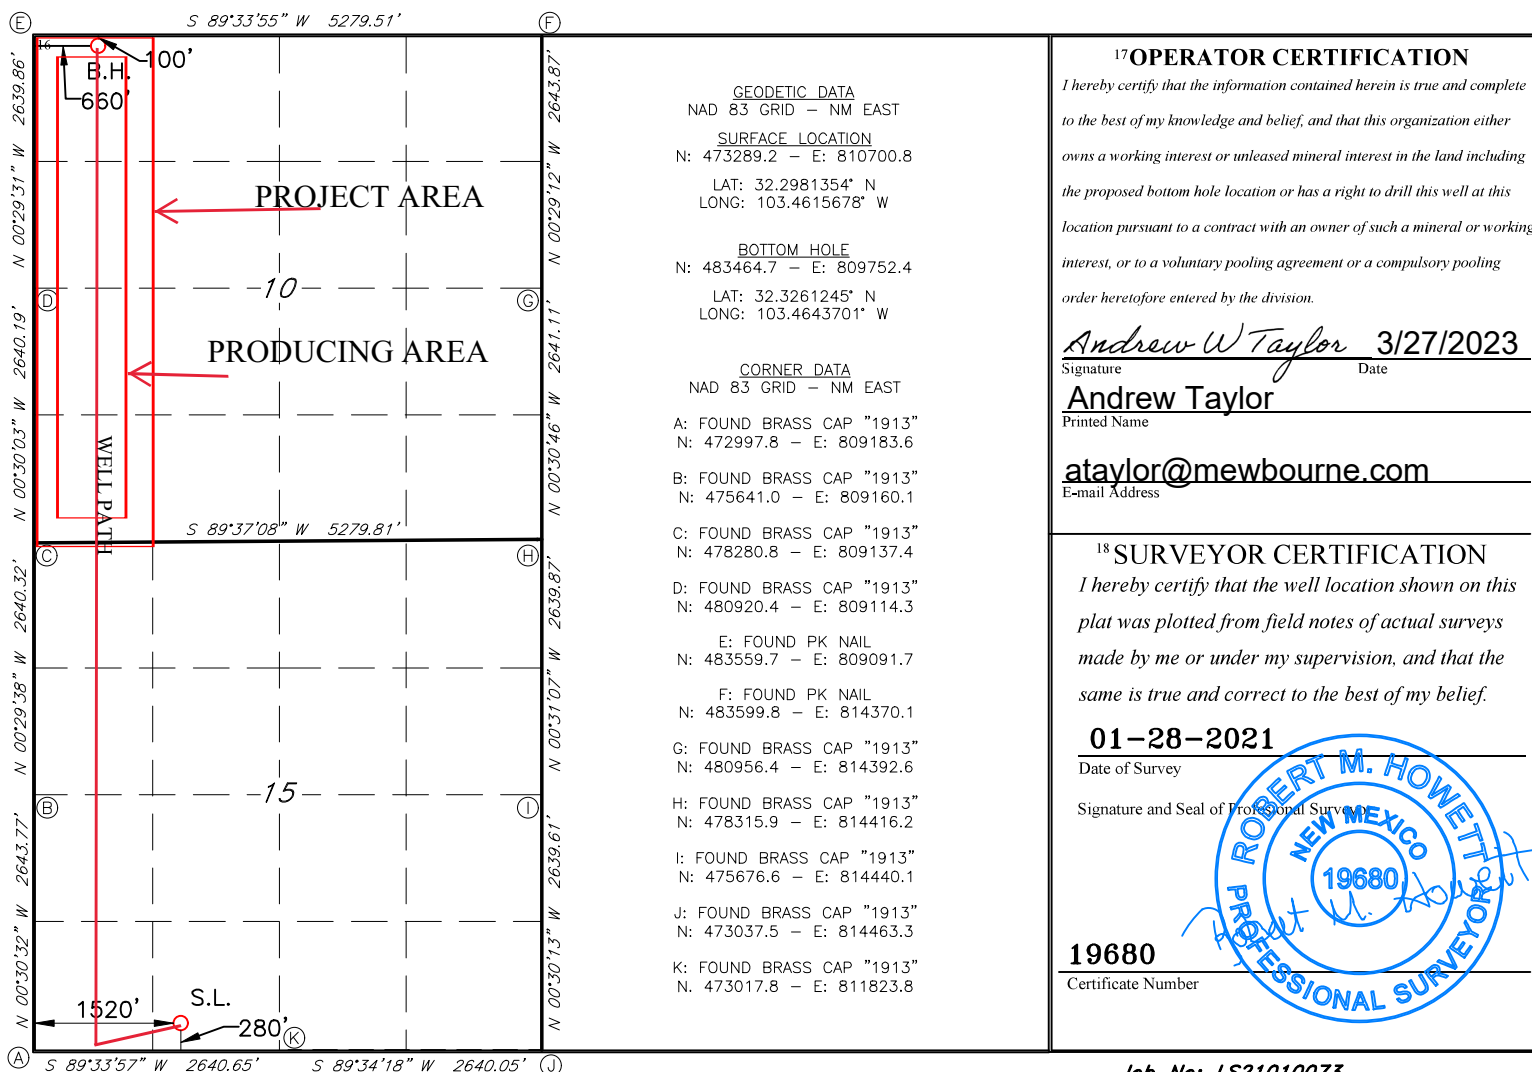 E
S 89°33'55" W   5279.51'
F
16
100'
B.H.
660'
N 00°29'31" W   2639.86'
N 00°29'12" W   2643.87'
PROJECT AREA
10
D
G
PRODUCING AREA
N 00°30'03" W   2640.19'
N 00°30'46" W   2641.11'
WELL PATH
S 89°37'08" W   5279.81'
C
H
N 00°29'38" W   2640.32'
N 00°31'07" W   2639.87'
15
B
I
N 00°30'32" W   2643.77'
N 00°30'13" W   2639.61'
1520'
S.L.
280'
K
A
S 89°33'57" W   2640.65'
S 89°34'18" W   2640.05'
J
GEODETIC DATA
NAD 83 GRID – NM EAST
SURFACE LOCATION
N: 473289.2 – E: 810700.8
LAT: 32.2981354° N
LONG: 103.4615678° W
BOTTOM HOLE
N: 483464.7 – E: 809752.4
LAT: 32.3261245° N
LONG: 103.4643701° W
CORNER DATA
NAD 83 GRID – NM EAST
A: FOUND BRASS CAP "1913"
N: 472997.8 – E: 809183.6
B: FOUND BRASS CAP "1913"
N: 475641.0 – E: 809160.1
C: FOUND BRASS CAP "1913"
N: 478280.8 – E: 809137.4
D: FOUND BRASS CAP "1913"
N: 480920.4 – E: 809114.3
E: FOUND PK NAIL
N: 483559.7 – E: 809091.7
F: FOUND PK NAIL
N: 483599.8 – E: 814370.1
G: FOUND BRASS CAP "1913"
N: 480956.4 – E: 814392.6
H: FOUND BRASS CAP "1913"
N: 478315.9 – E: 814416.2
I: FOUND BRASS CAP "1913"
N: 475676.6 – E: 814440.1
J: FOUND BRASS CAP "1913"
N: 473037.5 – E: 814463.3
K: FOUND BRASS CAP "1913"
N. 473017.8 – E: 811823.8
17 OPERATOR CERTIFICATION
I hereby certify that the information contained herein is true and complete
to the best of my knowledge and belief, and that this organization either
owns a working interest or unleased mineral interest in the land including
the proposed bottom hole location or has a right to drill this well at this
location pursuant to a contract with an owner of such a mineral or working
interest, or to a voluntary pooling agreement or a compulsory pooling
order heretofore entered by the division.
Andrew W Taylor   3/27/2023
Signature   Date
Andrew Taylor
Printed Name
ataylor@mewbourne.com
E-mail Address
18 SURVEYOR CERTIFICATION
I hereby certify that the well location shown on this
plat was plotted from field notes of actual surveys
made by me or under my supervision, and that the
same is true and correct to the best of my belief.
01–28–2021
Date of Survey
Signature and Seal of Professional Surveyor
ROBERT M. HOWETT
NEW MEXICO
19680
PROFESSIONAL SURVEYOR
Robert M. Howett
19680
Certificate Number
Job No: LS21010073